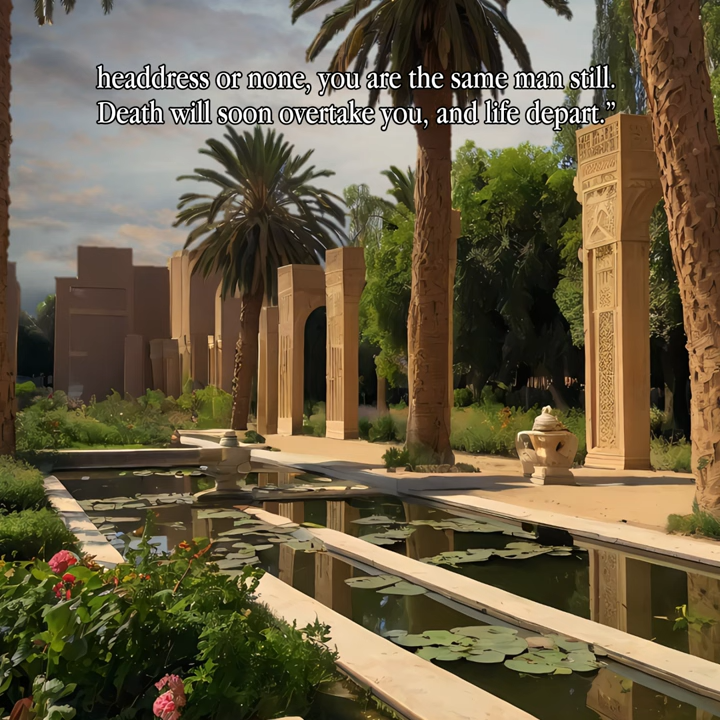 headdress or none, you are the same man still.
Death will soon overtake you, and life depart.”